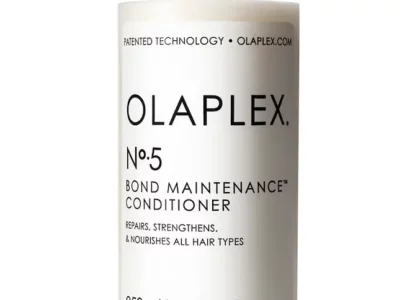 PATENTED TECHNOLOGY • OLAPLEX.COM
OLAPLEX.
Nº.5
BOND MAINTENANCE™
CONDITIONER
REPAIRS, STRENGTHENS,
& NOURISHES ALL HAIR TYPES